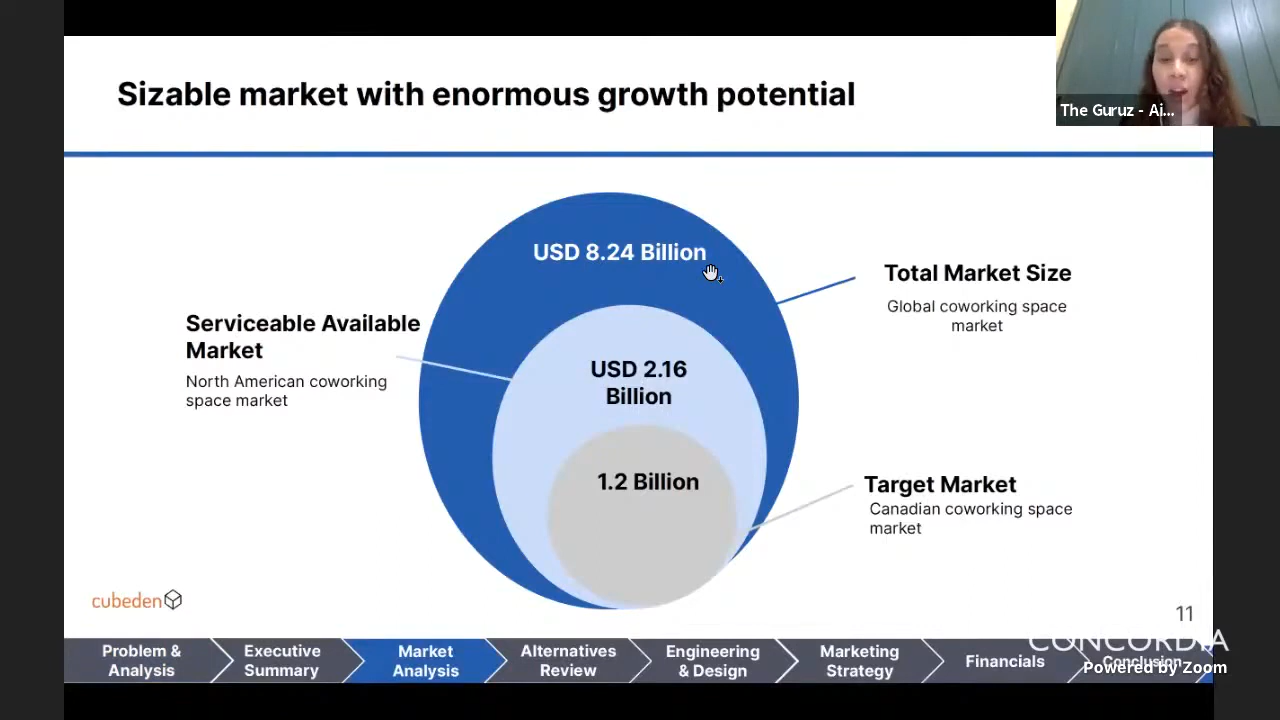 Sizable market with enormous growth potential
The Guruz - Ai...
USD 8.24 Billion
Total Market Size
Global coworking space
market
Serviceable Available
Market
North American coworking
space market
USD 2.16
Billion
1.2 Billion
Target Market
Canadian coworking space
market
cubeden
11
CONCORDIA
Problem &
Analysis
Executive
Summary
Market
Analysis
Alternatives
Review
Engineering
& Design
Marketing
Strategy
Financials
Conclusion
Powered by Zoom